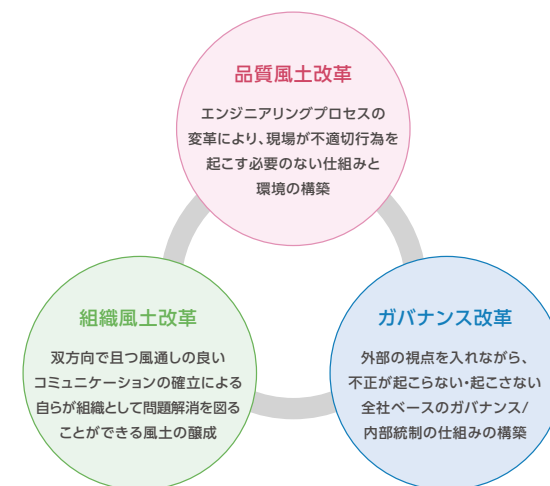 品質風土改革
エンジニアリングプロセスの
変革により、現場が不適切行為を
起こす必要のない仕組みと
環境の構築
組織風土改革
双方向で且つ風通しの良い
コミュニケーションの確立による
自らが組織として問題解消を図る
ことができる風土の醸成
ガバナンス改革
外部の視点を入れながら、
不正が起こらない・起こさない
全社ベースのガバナンス/
内部統制の仕組みの構築